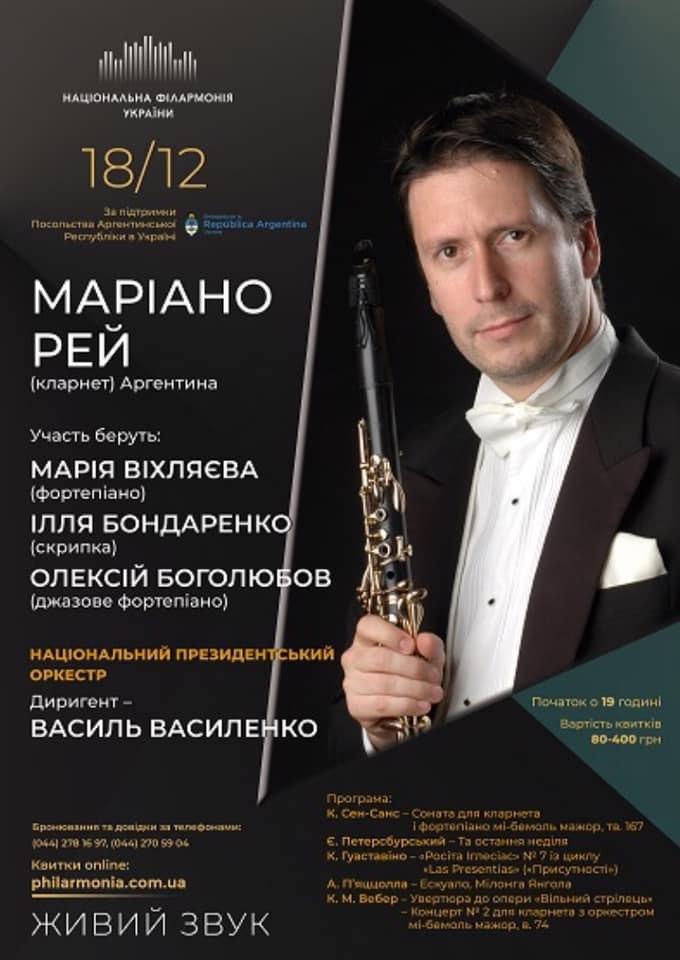 НАЦІОНАЛЬНА ФІЛАРМОНІЯ
УКРАЇНИ
18/12
За підтримки
Посольства Аргентинської
Республіки в Україні
República Argentina
МАРІАНО
РЕЙ
(кларнет) Аргентина
Участь беруть:
МАРІЯ ВІХЛЯЄВА
(фортепіано)
ІЛЛЯ БОНДАРЕНКО
(скрипка)
ОЛЕКСІЙ БОГОЛЮБОВ
(джазове фортепіано)
НАЦІОНАЛЬНИЙ ПРЕЗИДЕНТСЬКИЙ
ОРКЕСТР
Диригент –
ВАСИЛЬ ВАСИЛЕНКО
Початок о 19 годині
Вартість квитків
80-400 грн
Бронювання та довідки за телефонами:
(044) 278 16 97, (044) 270 59 04
Квитки online:
philarmonia.com.ua
ЖИВИЙ ЗВУК
Програма:
К. Сен-Санс – Соната для кларнета
і фортепіано мі-бемоль мажор, тв. 167
Є. Петерсбурський – Та остання неділя
К. Гуаставіно – «Росіта Іглесіас» № 7 із циклу
«Las Presentias» («Присутності»)
А. П'яццолла – Ескуало, Мілонга Янгола
К. М. Вебер – Увертюра до опери «Вільний стрілець»
– Концерт № 2 для кларнета з оркестром
мі-бемоль мажор, в. 74